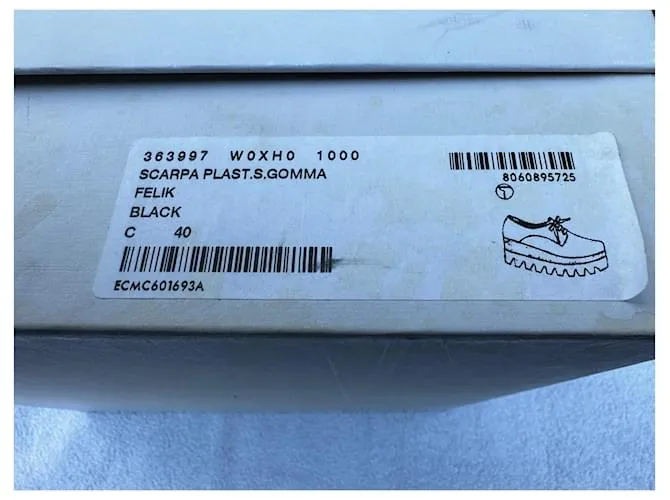 363997 W0XH0 1000
SCARPA PLAST.S.GOMMA
FELIK
BLACK
C 40
ECMC601693A
8060895725
T